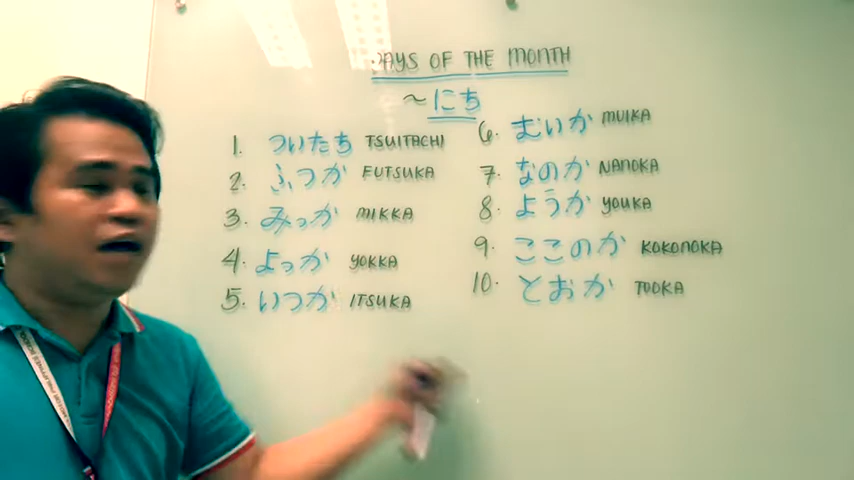 DAYS OF THE MONTH
~にち
1. ついたち TSUITACHI
2. ふつか FUTSUKA
3. みっか MIKKA
4. よっか YOKKA
5. いつか ITSUKA
6. むいか MUIKA
7. なのか NANOKA
8. ようか YOUKA
9. ここのか KOKONOKA
10. とおか TOOKA